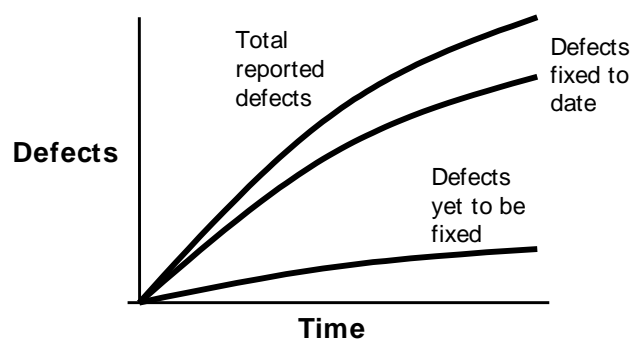 Total
reported
defects
Defects
fixed to
date
Defects
Defects
yet to be
fixed
Time